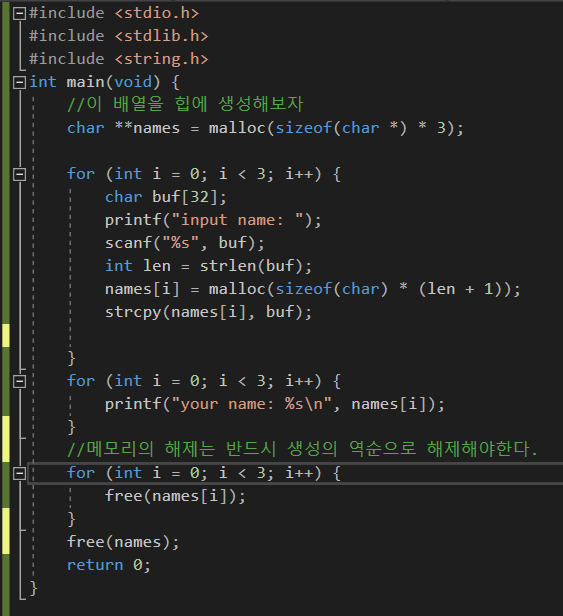 #include <stdio.h>
#include <stdlib.h>
#include <string.h>
int main(void) {
//이 배열을 힙에 생성해보자
char **names = malloc(sizeof(char *) * 3);
for (int i = 0; i < 3; i++) {
char buf[32];
printf("input name: ");
scanf("%s", buf);
int len = strlen(buf);
names[i] = malloc(sizeof(char) * (len + 1));
strcpy(names[i], buf);
}
for (int i = 0; i < 3; i++) {
printf("your name: %s\n", names[i]);
}
//메모리의 해제는 반드시 생성의 역순으로 해제해야한다.
for (int i = 0; i < 3; i++) {
free(names[i]);
}
free(names);
return 0;
}